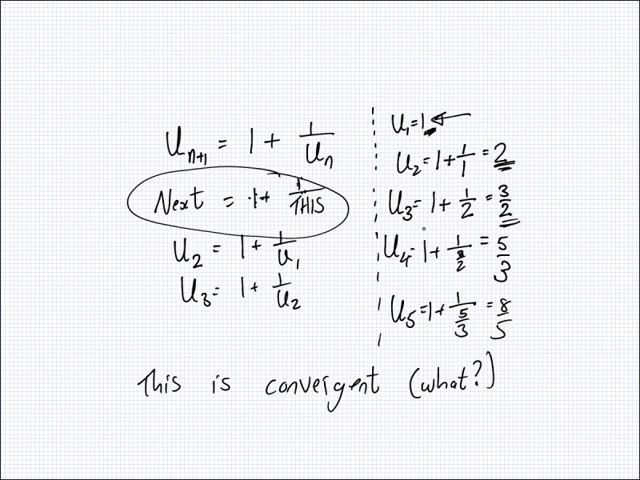 Uₙ₊₁ = 1 + 1/Uₙ
Next = 1 + 1/THIS
U₂ = 1 + 1/U₁
U₃ = 1 + 1/U₂
U₁ = 1
U₂ = 1 + 1/1 = 2
U₃ = 1 + 1/2 = 3/2
U₄ = 1 + 1/(3/2) = 5/3
U₅ = 1 + 1/(5/3) = 8/5
This is convergent (what?)